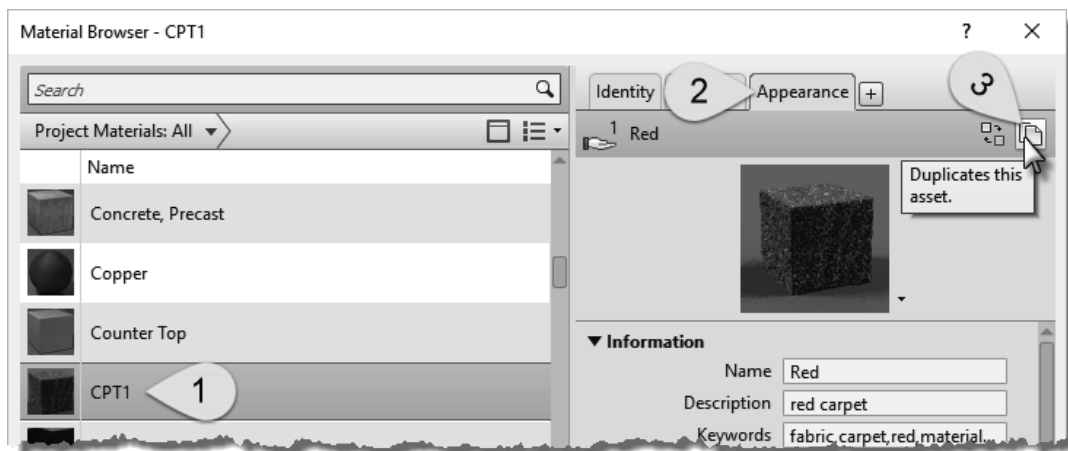 Material Browser - CPT1
? ×
Search
Project Materials: All
Name
Concrete, Precast
Copper
Counter Top
CPT1
1
Identity
2
Appearance
+
3
1
Red
Duplicates this
asset.
Information
Name Red
Description red carpet
Keywords fabric,carpet,red,material...